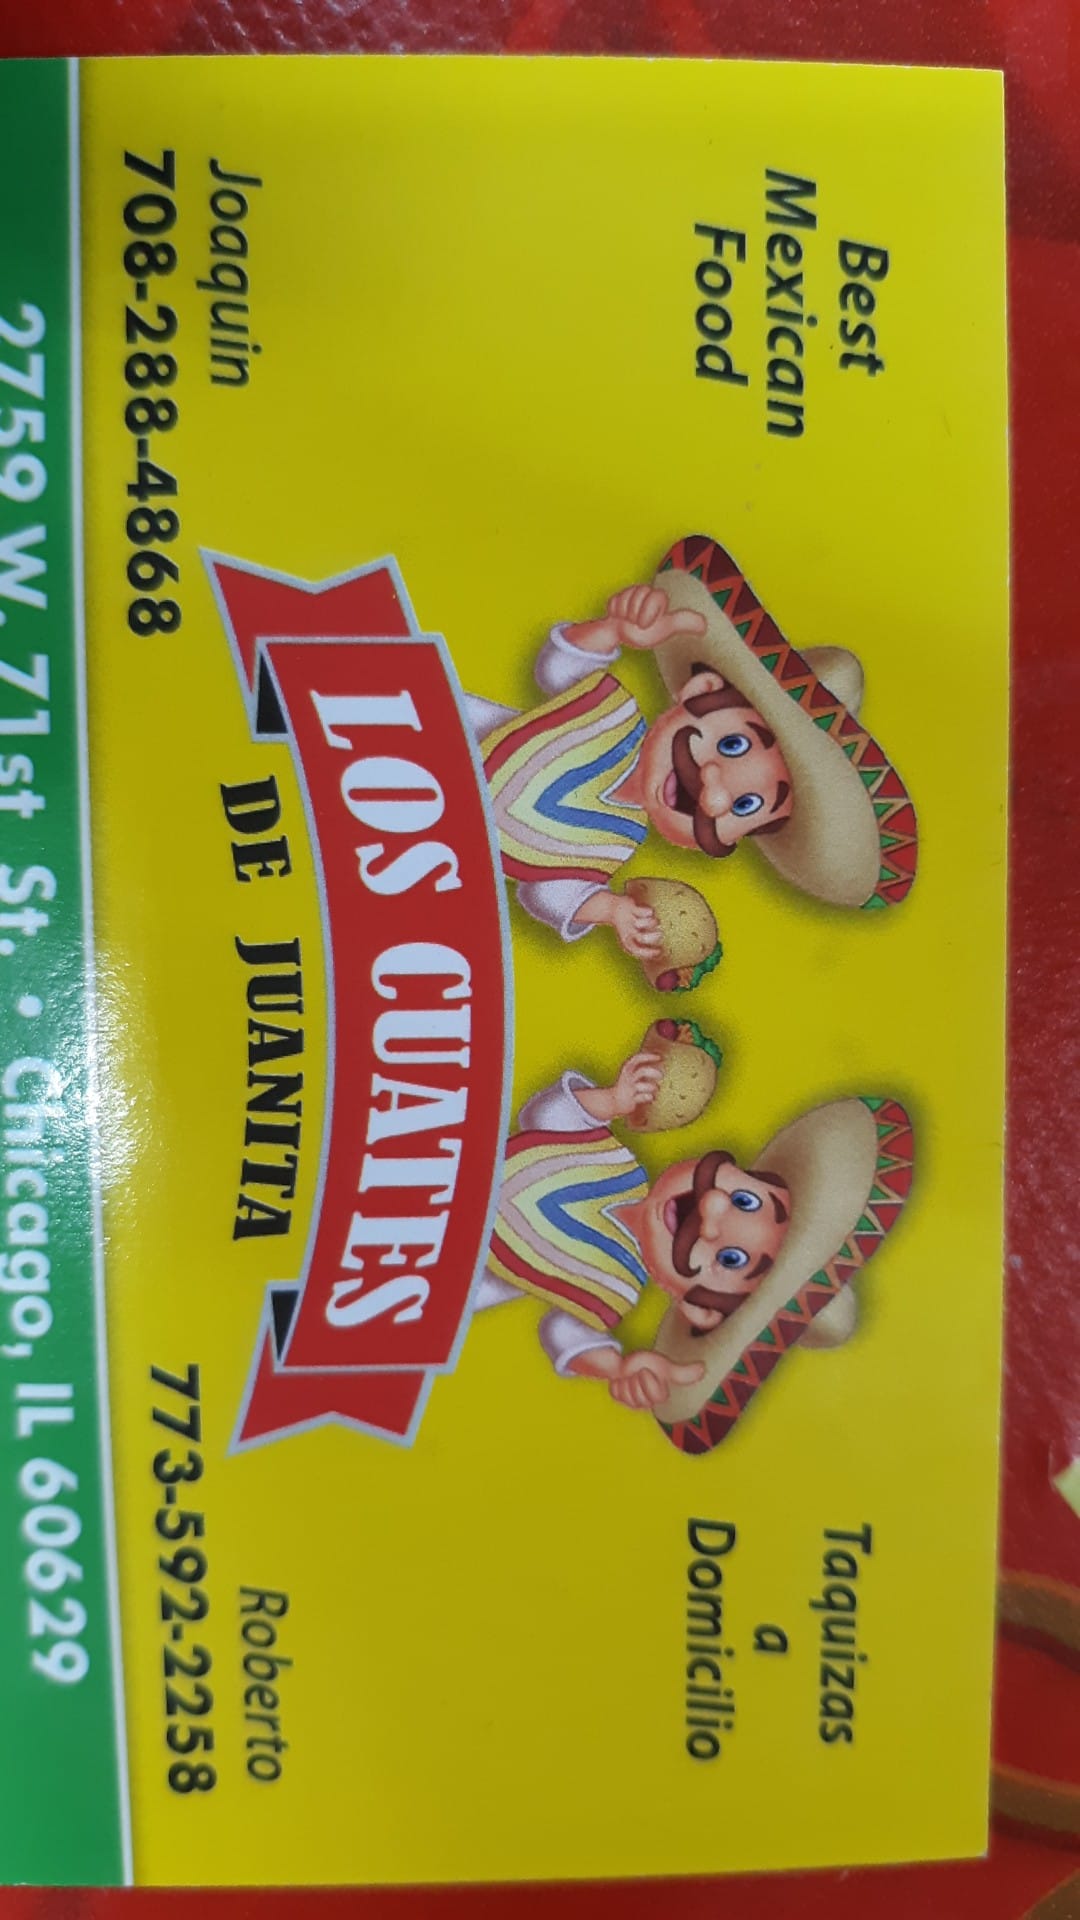 Best
Mexican
Food
Taquizas
a
Domicilio
LOS CUATES
DE JUANITA
Joaquin
708-288-4868
Roberto
773-592-2258
2759 W. 71st St. • Chicago, IL 60629